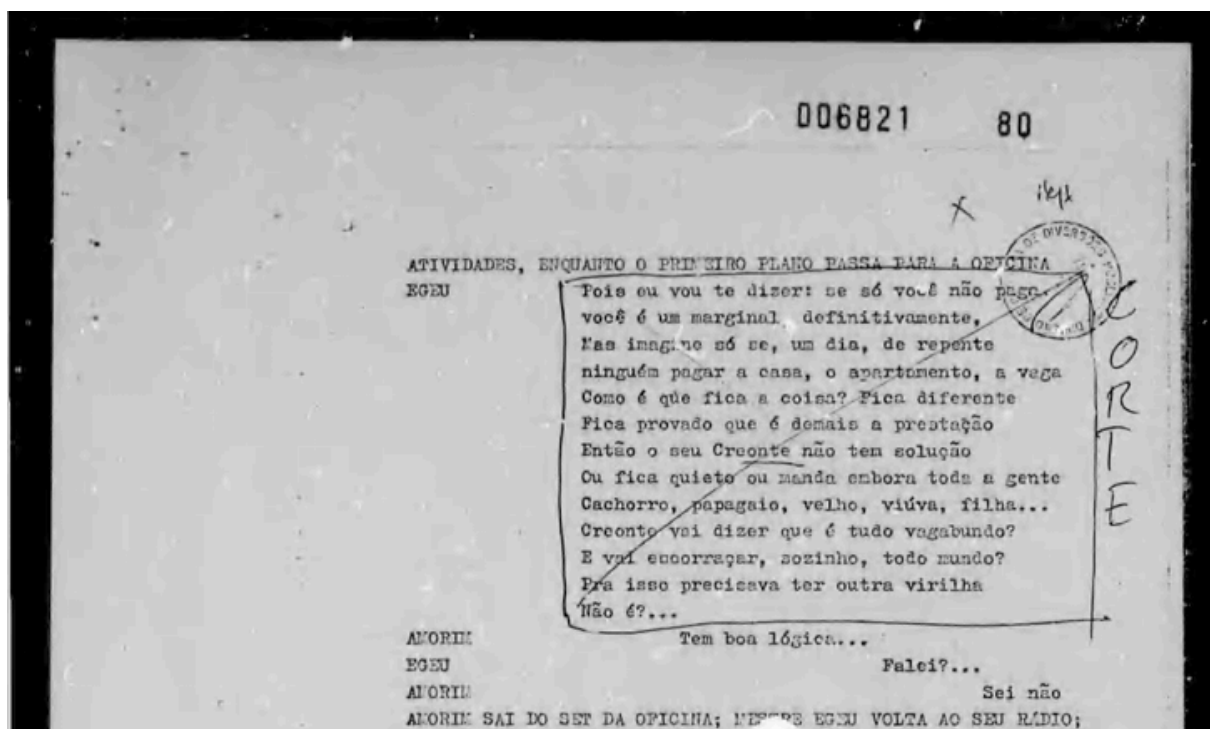 006821 80
X
DE DIVERSÕES
ATIVIDADES, ENQUANTO O PRIMEIRO PLANO PASSA PARA A OFICINA
EGEU Pois eu vou te dizer: se só você não paga
você é um marginal, definitivamente,
Mas imagine só se, um dia, de repente
ninguém pagar a casa, o apartamento, a vaga
Como é que fica a coisa? Fica diferente
Fica provado que é demais a prestação
Então o seu Creonte não tem solução
Ou fica quieto ou manda embora toda a gente
Cachorro, papagaio, velho, viúva, filha...
Creonte vai dizer que é tudo vagabundo?
E vai escorraçar, sozinho, todo mundo?
Pra isso precisava ter outra virilha
Não é?...
CORTE
AMORIM Tem boa lógica...
EGEU Falei?...
AMORIM Sei não
AMORIM SAI DO SET DA OFICINA; MESTRE EGEU VOLTA AO SEU RÁDIO;